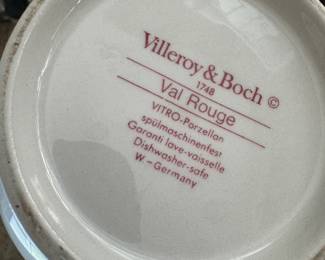 Villeroy & Boch ©
1748
Val Rouge
VITRO-Porzellan
spülmaschinenfest
Garanti lave-vaisselle
Dishwasher-safe
W.-Germany